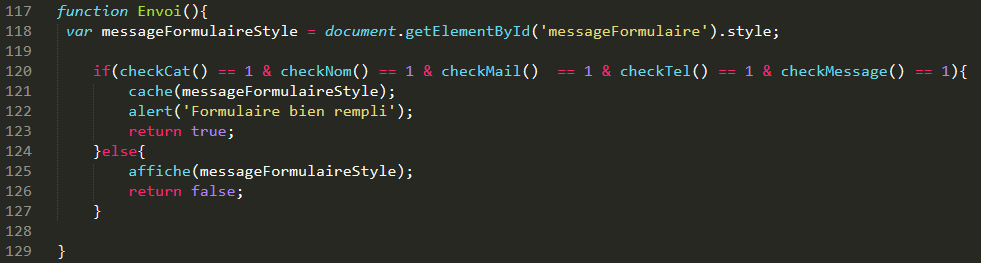 117 function Envoi(){
118 var messageFormulaireStyle = document.getElementById('messageFormulaire').style;
119
120 if(checkCat() == 1 & checkNom() == 1 & checkMail()  == 1 & checkTel() == 1 & checkMessage() == 1){
121 cache(messageFormulaireStyle);
122 alert('Formulaire bien rempli');
123 return true;
124 }else{
125 affiche(messageFormulaireStyle);
126 return false;
127 }
128
129 }